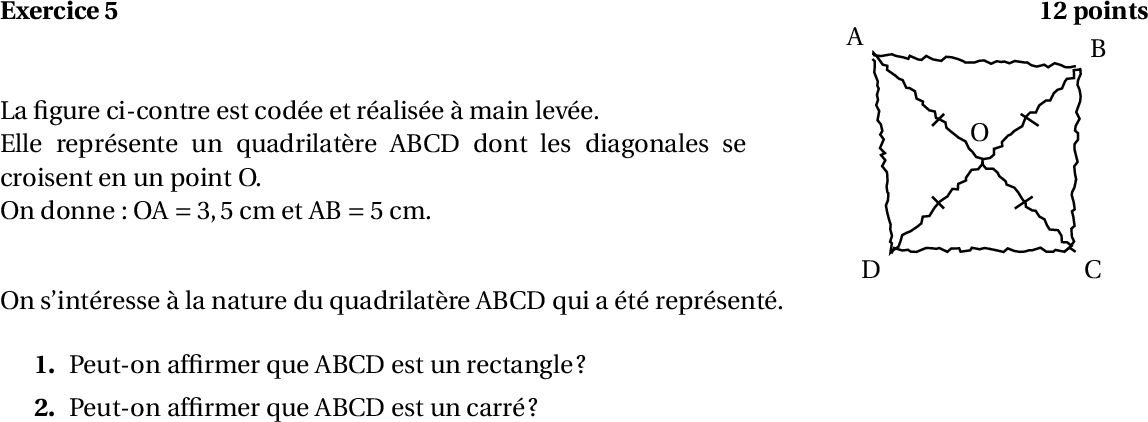 Exercice 5 12 points
A
B
La figure ci-contre est codée et réalisée à main levée.
O
Elle représente un quadrilatère ABCD dont les diagonales se
croisent en un point O.
On donne : OA = 3,5 cm et AB = 5 cm.
D C
On s'intéresse à la nature du quadrilatère ABCD qui a été représenté.
1. Peut-on affirmer que ABCD est un rectangle?
2. Peut-on affirmer que ABCD est un carré?